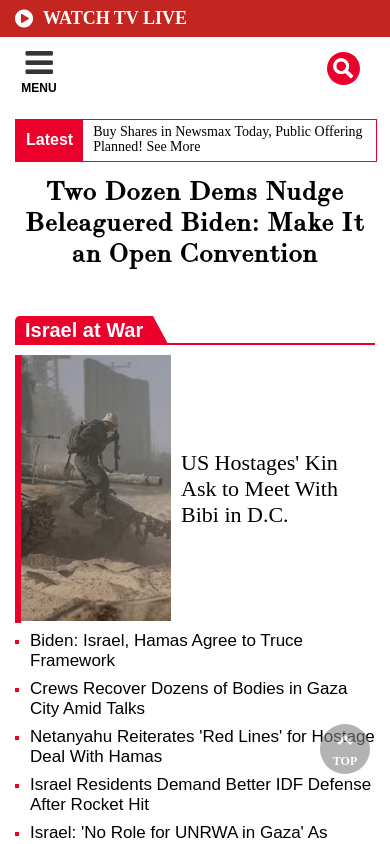 WATCH TV LIVE
MENU
Latest
Buy Shares in Newsmax Today, Public Offering
Planned! See More
Two Dozen Dems Nudge
Beleaguered Biden: Make It
an Open Convention
Israel at War
US Hostages' Kin
Ask to Meet With
Bibi in D.C.
Biden: Israel, Hamas Agree to Truce
Framework
Crews Recover Dozens of Bodies in Gaza
City Amid Talks
Netanyahu Reiterates 'Red Lines' for Hostage
Deal With Hamas
TOP
Israel Residents Demand Better IDF Defense
After Rocket Hit
Israel: 'No Role for UNRWA in Gaza' As